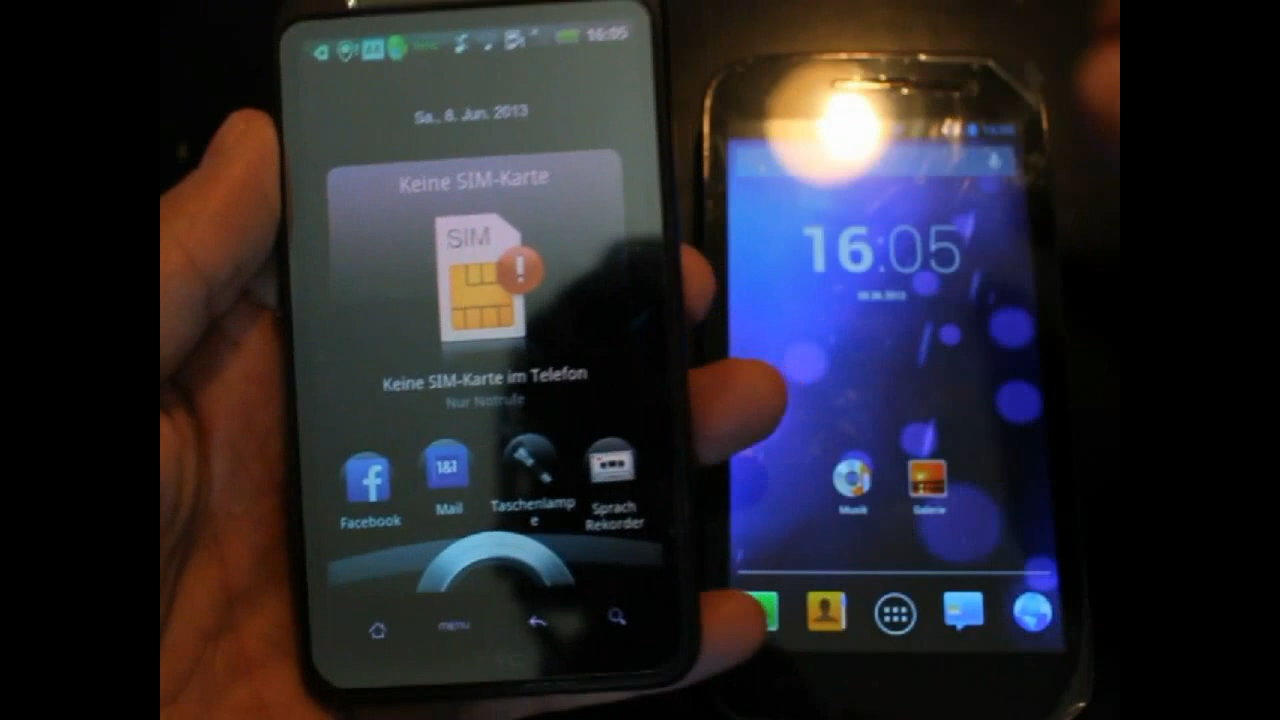 16:05
Sa., 8. Jun. 2013
Keine SIM-Karte
SIM
!
Keine SIM-Karte im Telefon
Nur Notrufe
Facebook
1&1
Mail
Taschenlamp
e
Sprach
Rekorder
menu
16:05
Musik
Galerie